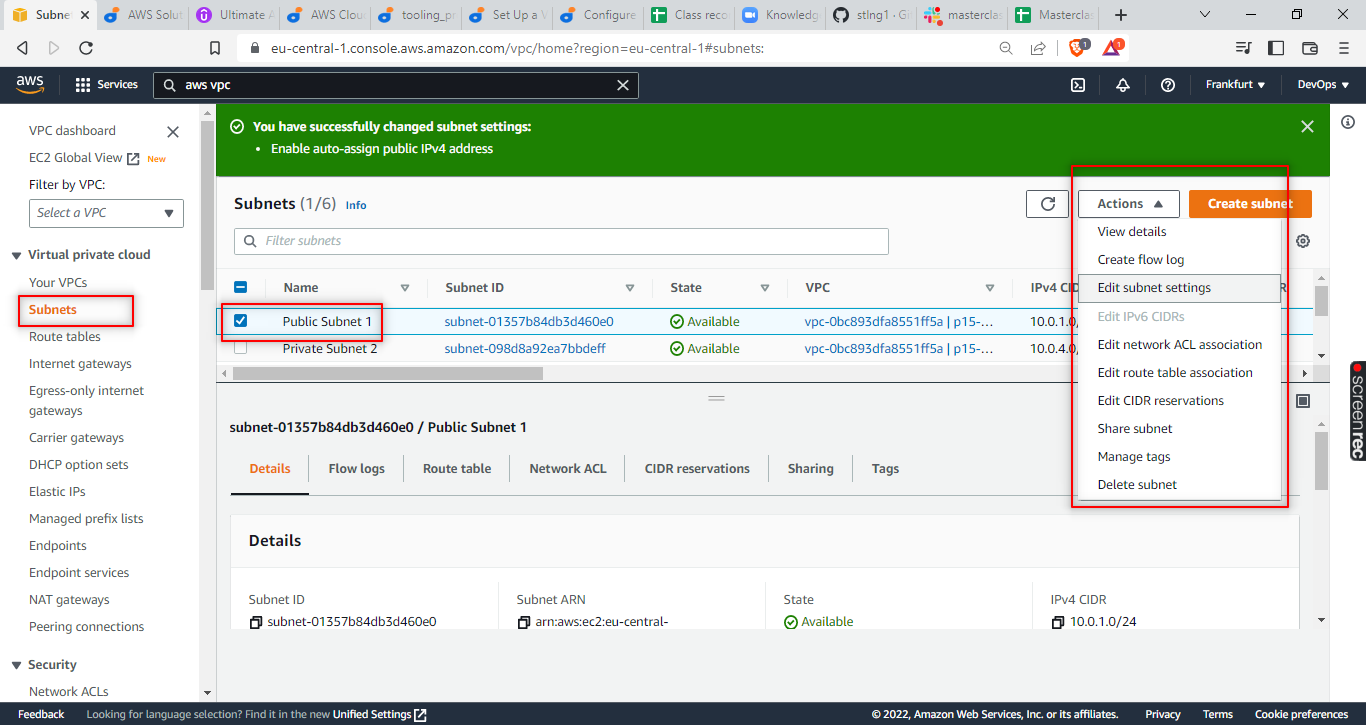 Subnet
AWS Solut
Ultimate A
AWS Clou
tooling_pr
Set Up a V
Configure
Class reco
Knowledg
stlng1 · Gi
masterclas
Masterclas
eu-central-1.console.aws.amazon.com/vpc/home?region=eu-central-1#subnets:
1
1
aws
Services
aws vpc
Frankfurt
DevOps
VPC dashboard
EC2 Global View
New
Filter by VPC:
Select a VPC
Virtual private cloud
Your VPCs
Subnets
Route tables
Internet gateways
Egress-only internet
gateways
Carrier gateways
DHCP option sets
Elastic IPs
Managed prefix lists
Endpoints
Endpoint services
NAT gateways
Peering connections
Security
Network ACLs
You have successfully changed subnet settings:
• Enable auto-assign public IPv4 address
Subnets (1/6) Info
Actions
Create subnet
Filter subnets
View details
Create flow log
Edit subnet settings
Edit IPv6 CIDRs
Edit network ACL association
Edit route table association
Edit CIDR reservations
Share subnet
Manage tags
Delete subnet
Name Subnet ID State VPC IPv4 CID
Public Subnet 1 subnet-01357b84db3d460e0 Available vpc-0bc893dfa8551ff5a | p15-... 10.0.1.0/
Private Subnet 2 subnet-098d8a92ea7bbdeff Available vpc-0bc893dfa8551ff5a | p15-... 10.0.4.0/
subnet-01357b84db3d460e0 / Public Subnet 1
Details Flow logs Route table Network ACL CIDR reservations Sharing Tags
Details
Subnet ID Subnet ARN State IPv4 CIDR
subnet-01357b84db3d460e0 arn:aws:ec2:eu-central- Available 10.0.1.0/24
screenrec
Feedback Looking for language selection? Find it in the new Unified Settings
© 2022, Amazon Web Services, Inc. or its affiliates. Privacy Terms Cookie preferences